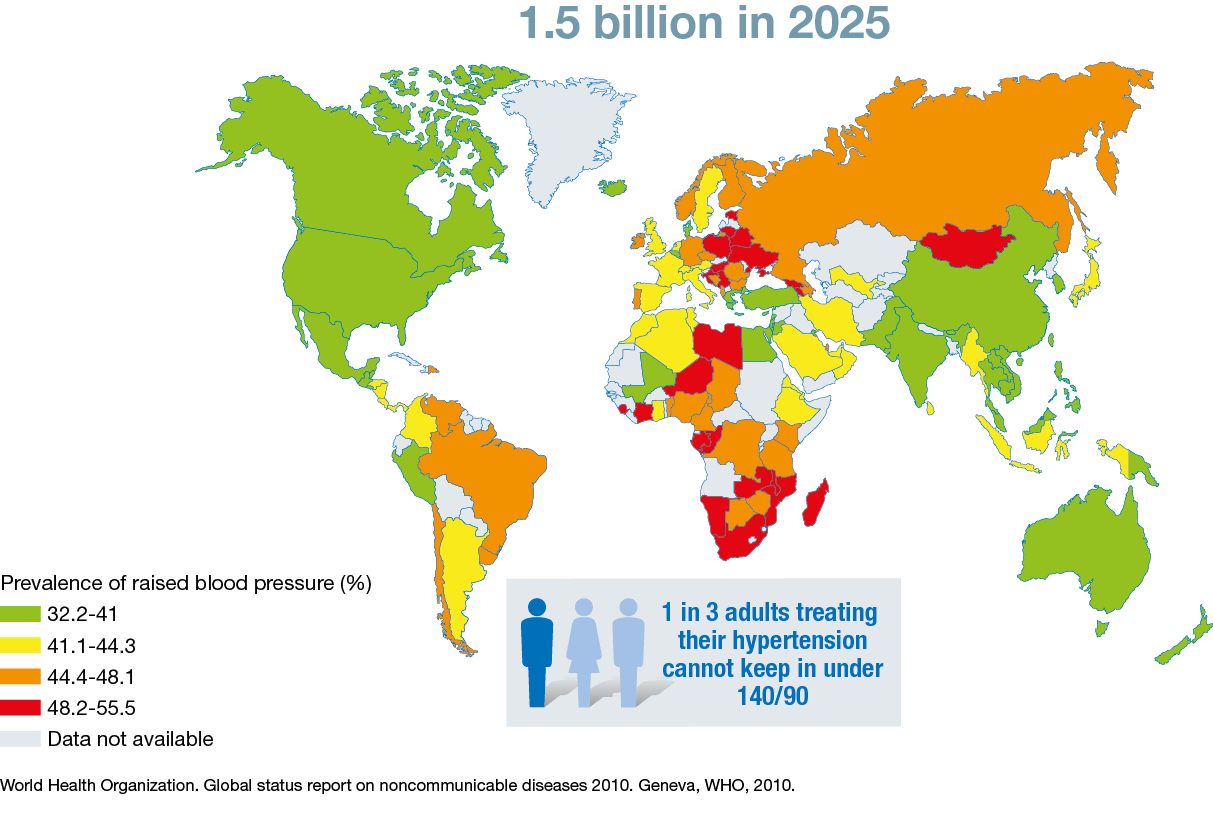 1.5 billion in 2025
Prevalence of raised blood pressure (%)
32.2-41
41.1-44.3
44.4-48.1
48.2-55.5
Data not available
1 in 3 adults treating
their hypertension
cannot keep in under
140/90
World Health Organization. Global status report on noncommunicable diseases 2010. Geneva, WHO, 2010.